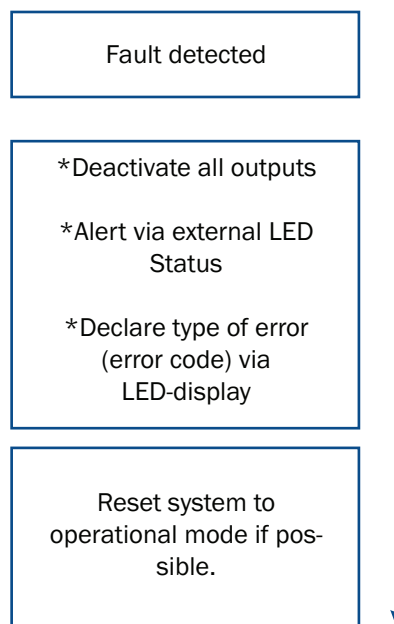 Fault detected
*Deactivate all outputs
*Alert via external LED
Status
*Declare type of error
(error code) via
LED-display
Reset system to
operational mode if pos-
sible.